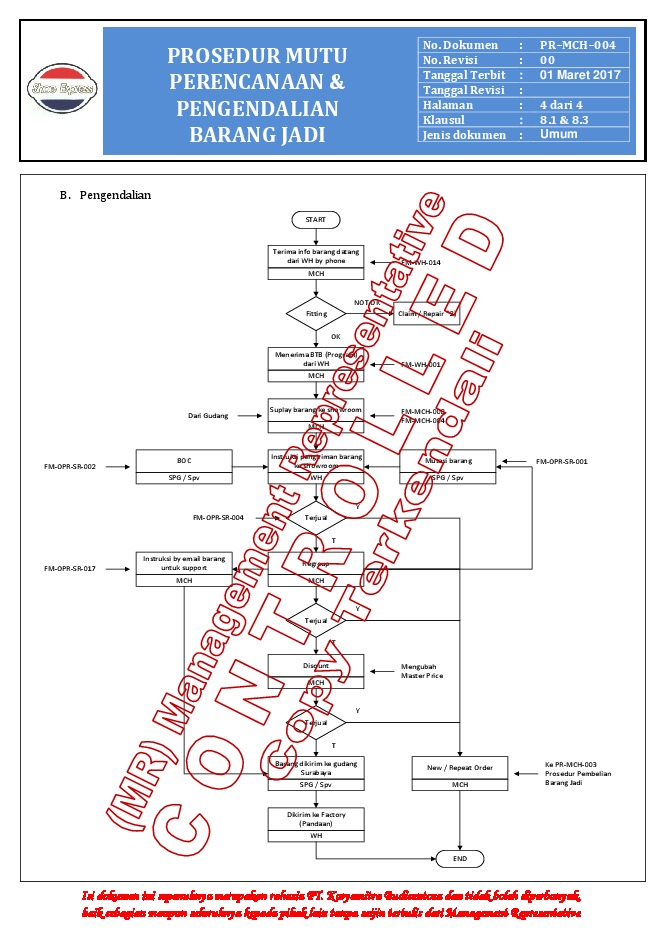 Shoe Express
PROSEDUR MUTU
PERENCANAAN &
PENGENDALIAN
BARANG JADI
No. Dokumen : PR–MCH–004
No. Revisi : 00
Tanggal Terbit : 01 Maret 2017
Tanggal Revisi :
Halaman : 4 dari 4
Klausul : 8.1 & 8.3
Jenis dokumen : Umum
B. Pengendalian
START
Terima info barang datang
dari WH by phone
MCH
FM-WH-014
Fitting
NOT OK
Claim / Repair *2)
OK
Menerima BTB (Program)
dari WH
MCH
FM-WH-001
Dari Gudang
Suplay barang ke showroom
MCH
FM-MCH-003
FM-MCH-004
FM-OPR-SR-002
BOC
SPG / Spv
Instruksi pengiriman barang
ke showroom
WH
Mutasi barang
SPG / Spv
FM-OPR-SR-001
FM-OPR-SR-004
Terjual
Y
T
FM-OPR-SR-017
Instruksi by email barang
untuk support
MCH
Regroup
MCH
Terjual
Y
T
Discount
MCH
Mengubah
Master Price
Terjual
Y
T
Barang dikirim ke gudang
Surabaya
SPG / Spv
New / Repeat Order
MCH
Ke PR-MCH-003
Prosedur Pembelian
Barang Jadi
Dikirim ke Factory
(Pandaan)
WH
END
(MR) Management Representative
CONTROLLED
Copy Terkendali
Isi dokumen ini sepenuhnya merupakan rahasia PT. Karyamitra Budisentosa dan tidak boleh diperbanyak,
baik sebagian maupun seluruhnya kepada pihak lain tanpa seijin tertulis dari Management Representative